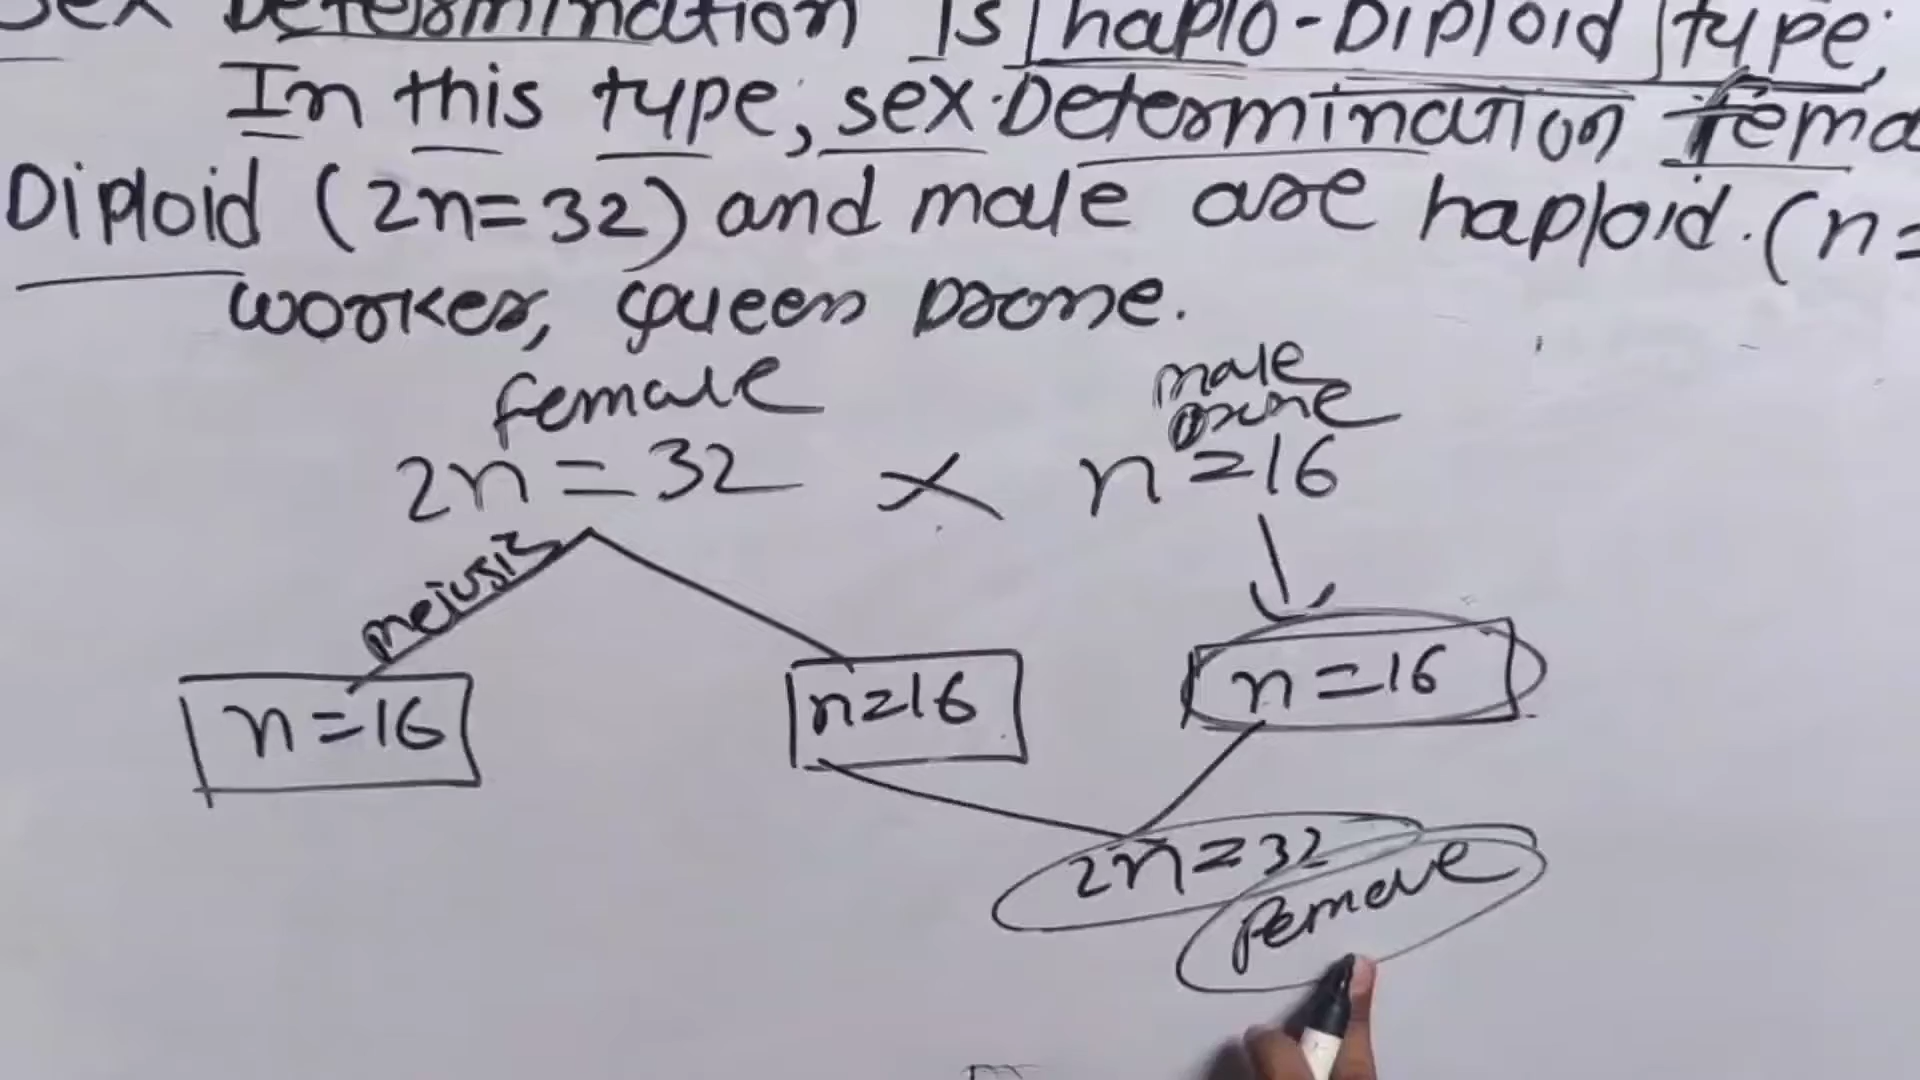 Sex Determination is haplo-Diploid type;
In this type, sex Determination fema
Diploid (2n=32) and male are haploid. (n=
worker, queen Drone.
female
male
Drone
2n=32 × n=16
meiosis
n=16
n=16
n=16
2n=32
Female